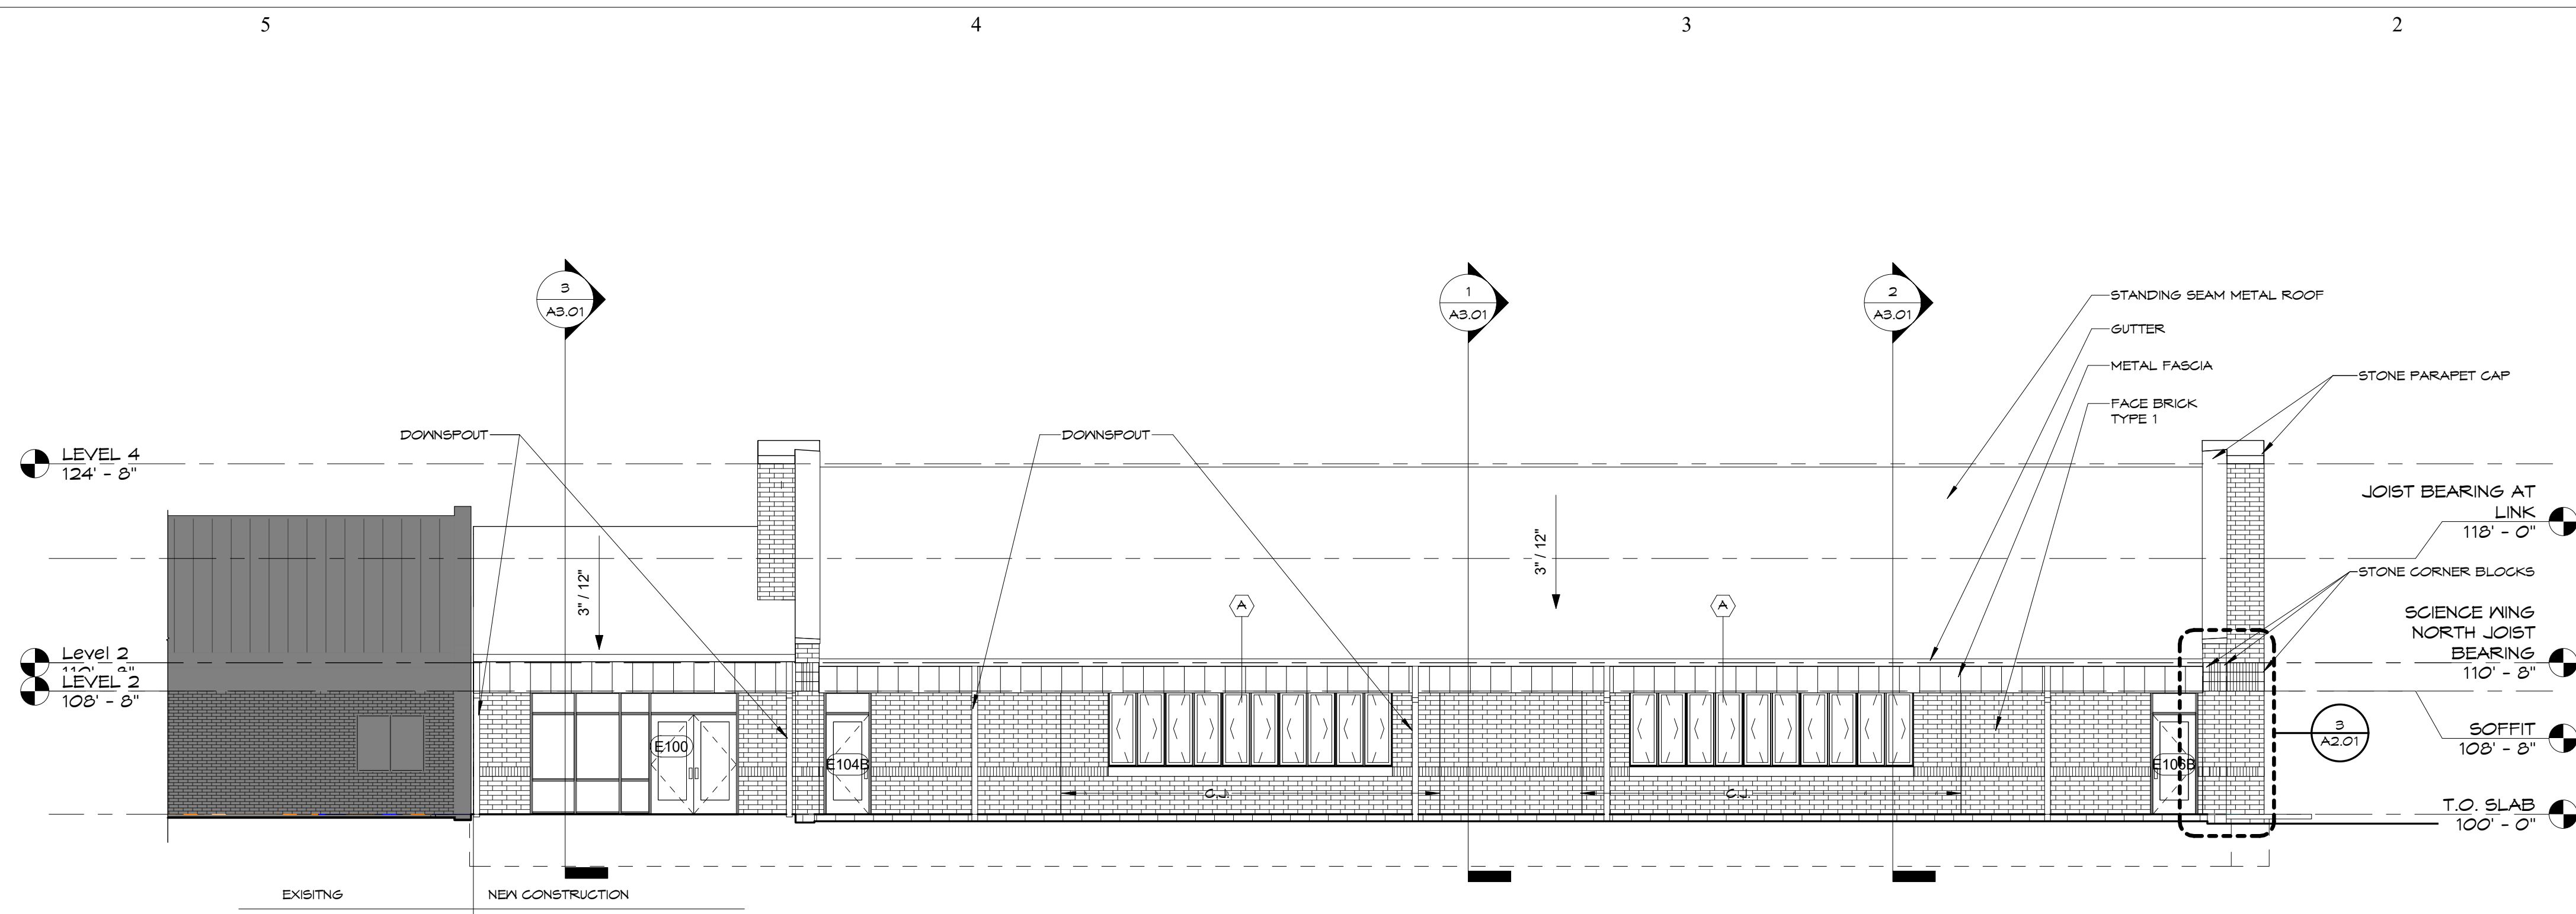 5
4
3
2
3
A3.01
1
A3.01
2
A3.01
STANDING SEAM METAL ROOF
GUTTER
METAL FASCIA
FACE BRICK
TYPE 1
STONE PARAPET CAP
DOWNSPOUT
DOWNSPOUT
LEVEL 4
124' - 8"
JOIST BEARING AT
LINK
118' - 0"
3" / 12"
3" / 12"
STONE CORNER BLOCKS
A
A
SCIENCE WING
NORTH JOIST
BEARING
110' - 8"
Level 2
110' - 8"
LEVEL 2
108' - 8"
E100
E104B
E106B
3
A2.01
SOFFIT
108' - 8"
C.J.
C.J.
T.O. SLAB
100' - 0"
EXISITNG
NEW CONSTRUCTION